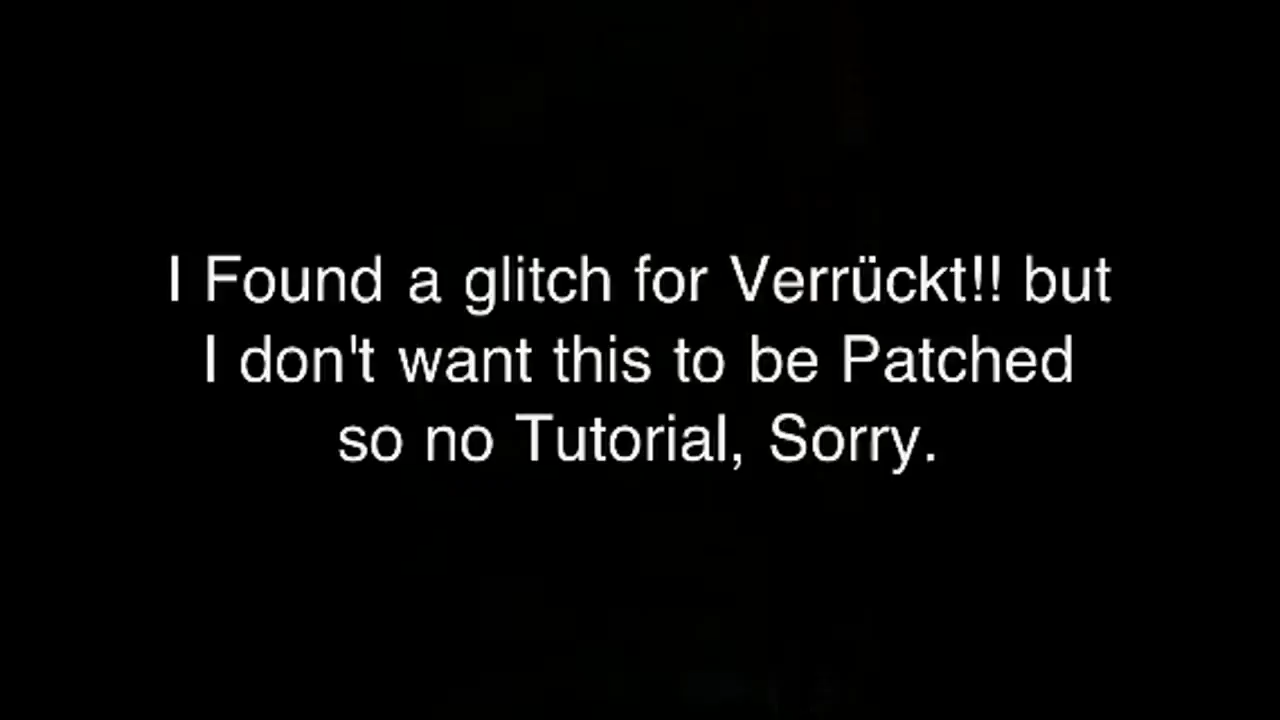 I Found a glitch for Verrückt!! but
I don't want this to be Patched
so no Tutorial, Sorry.